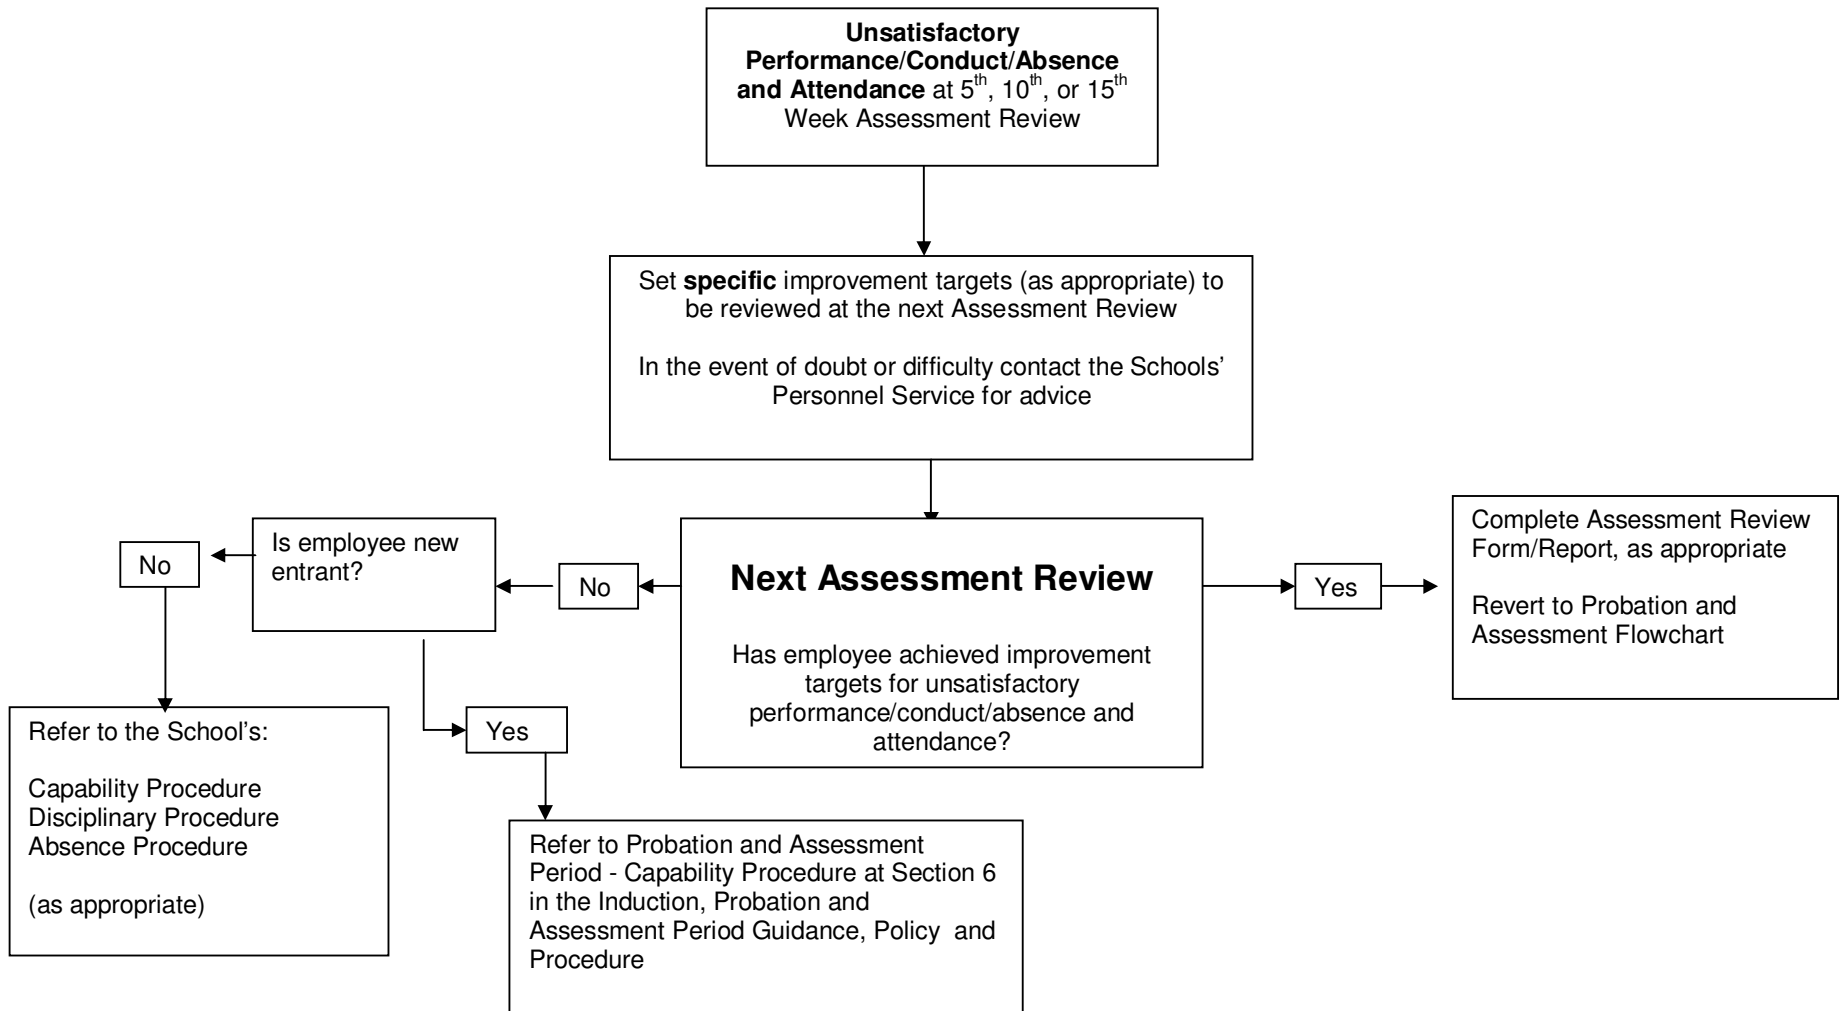 Unsatisfactory
Performance/Conduct/Absence
and Attendance at 5th, 10th, or 15th
Week Assessment Review
Set specific improvement targets (as appropriate) to
be reviewed at the next Assessment Review
In the event of doubt or difficulty contact the Schools’
Personnel Service for advice
Next Assessment Review
Has employee achieved improvement
targets for unsatisfactory
performance/conduct/absence and
attendance?
Yes
Complete Assessment Review
Form/Report, as appropriate
Revert to Probation and
Assessment Flowchart
No
Is employee new
entrant?
No
Refer to the School’s:
Capability Procedure
Disciplinary Procedure
Absence Procedure
(as appropriate)
Yes
Refer to Probation and Assessment
Period - Capability Procedure at Section 6
in the Induction, Probation and
Assessment Period Guidance, Policy  and
Procedure